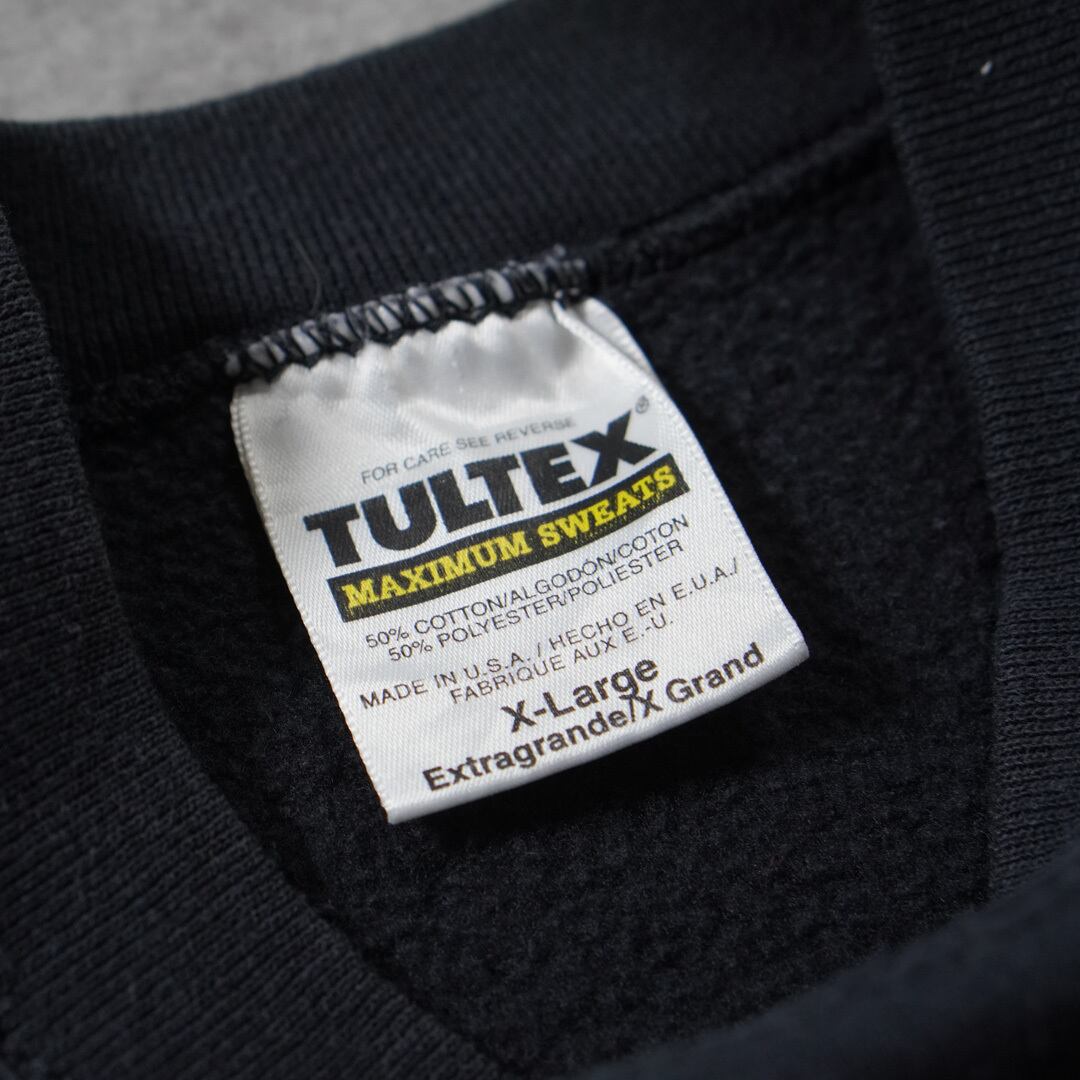 FOR CARE SEE REVERSE
TULTEX®
MAXIMUM SWEATS
50% COTTON/ALGODÓN/COTON
50% POLYESTER/POLIESTER
MADE IN U.S.A. / HECHO EN E.U.A./
FABRIQUE AUX E.-U.
X-Large
Extragrande/X Grand